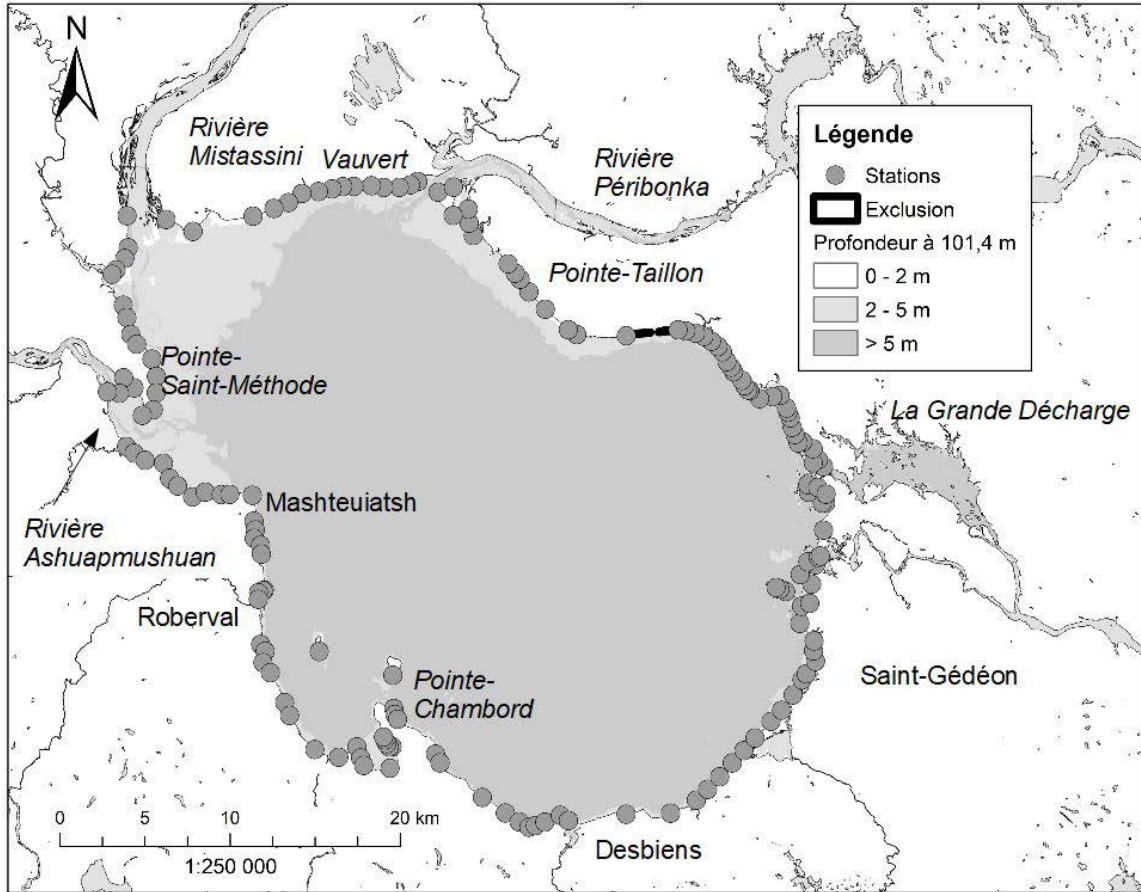 N
Rivière
Mistassini
Vauvert
Rivière
Péribonka
Légende
Stations
Exclusion
Profondeur à 101,4 m
0 - 2 m
2 - 5 m
> 5 m
Pointe-Taillon
Pointe-
Saint-Méthode
La Grande Décharge
Mashteuiatsh
Rivière
Ashuapmushuan
Roberval
Pointe-
Chambord
Saint-Gédéon
Desbiens
0 5 10 20 km
1:250 000